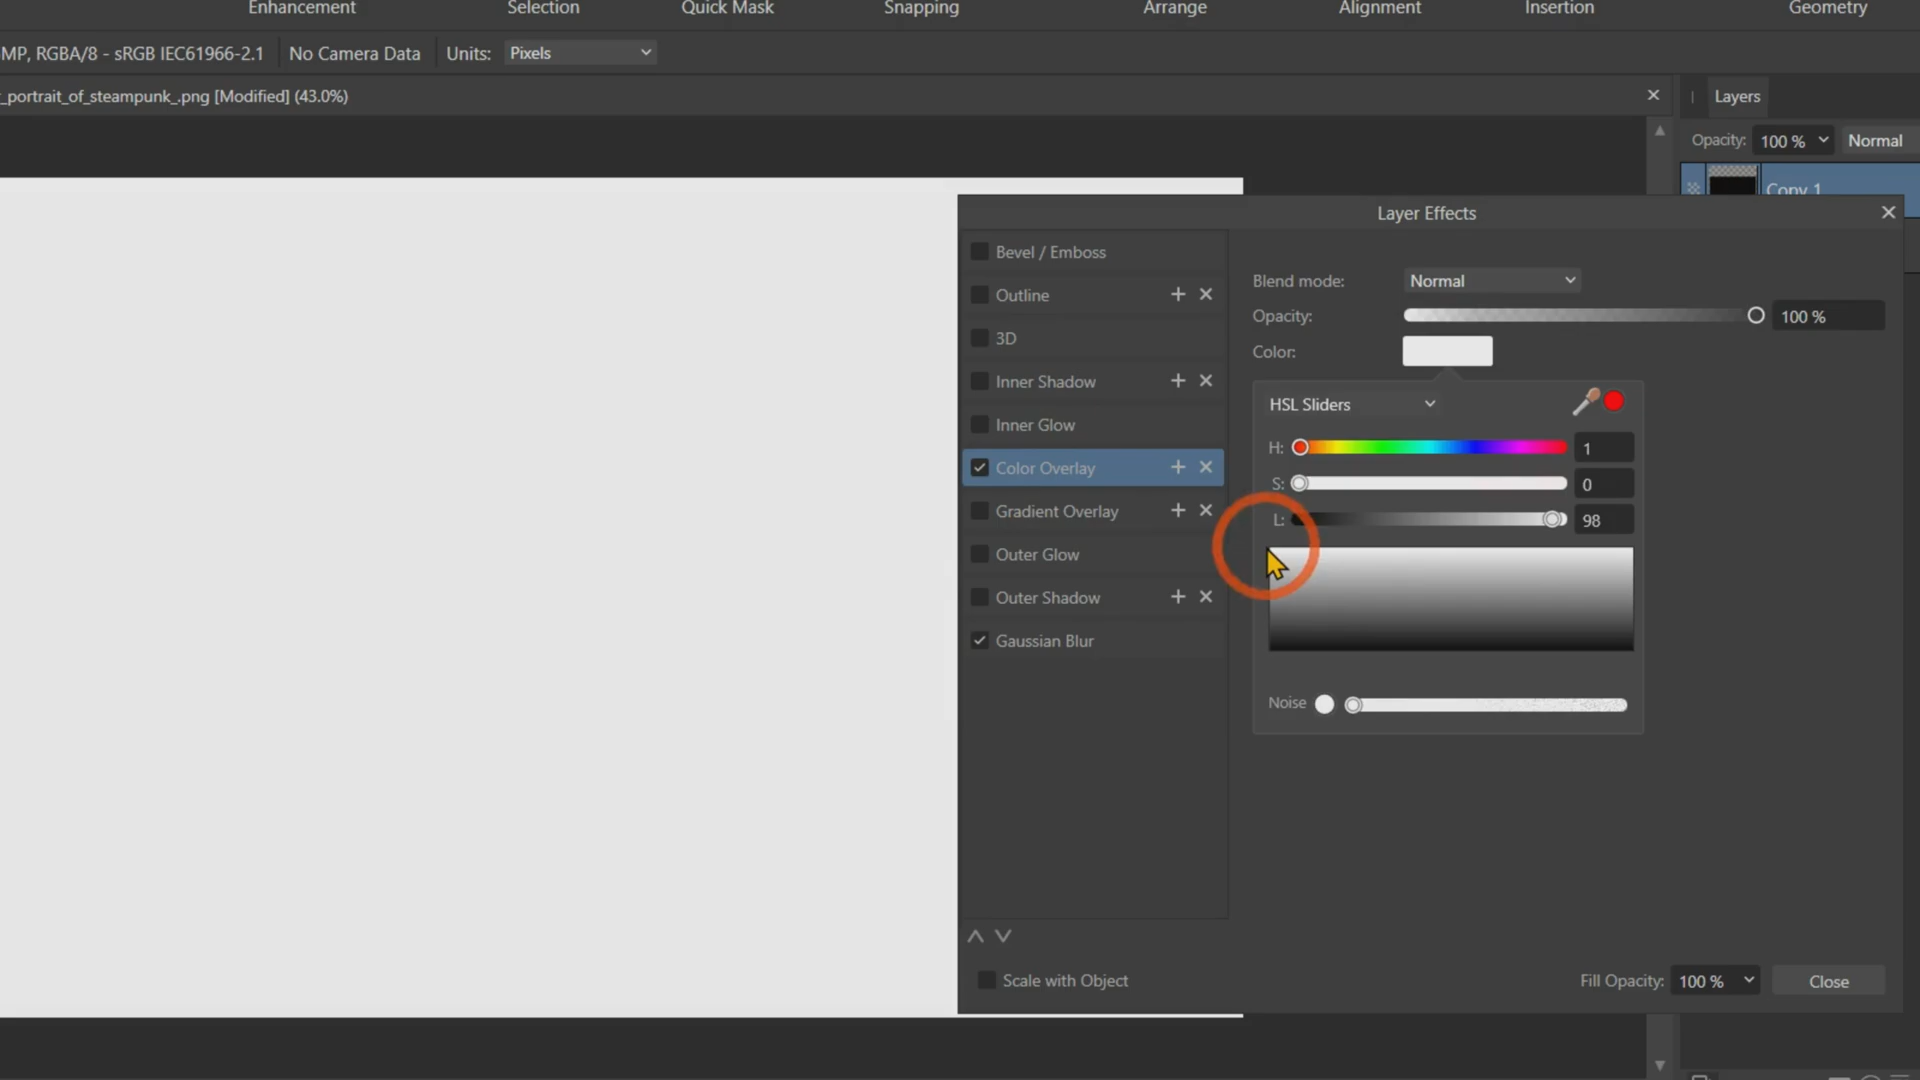 Enhancement Selection Quick Mask Snapping Arrange Alignment Insertion Geometry
MP, RGBA/8 - sRGB IEC61966-2.1 No Camera Data Units: Pixels
_portrait_of_steampunk_.png [Modified] (43.0%)
Layers
Opacity: 100 % Normal
Copy 1
Layer Effects
Bevel / Emboss
Outline
3D
Inner Shadow
Inner Glow
Color Overlay
Gradient Overlay
Outer Glow
Outer Shadow
Gaussian Blur
Blend mode: Normal
Opacity: 100 %
Color:
HSL Sliders
H: 1
S: 0
L: 98
Noise
Scale with Object
Fill Opacity: 100 % Close